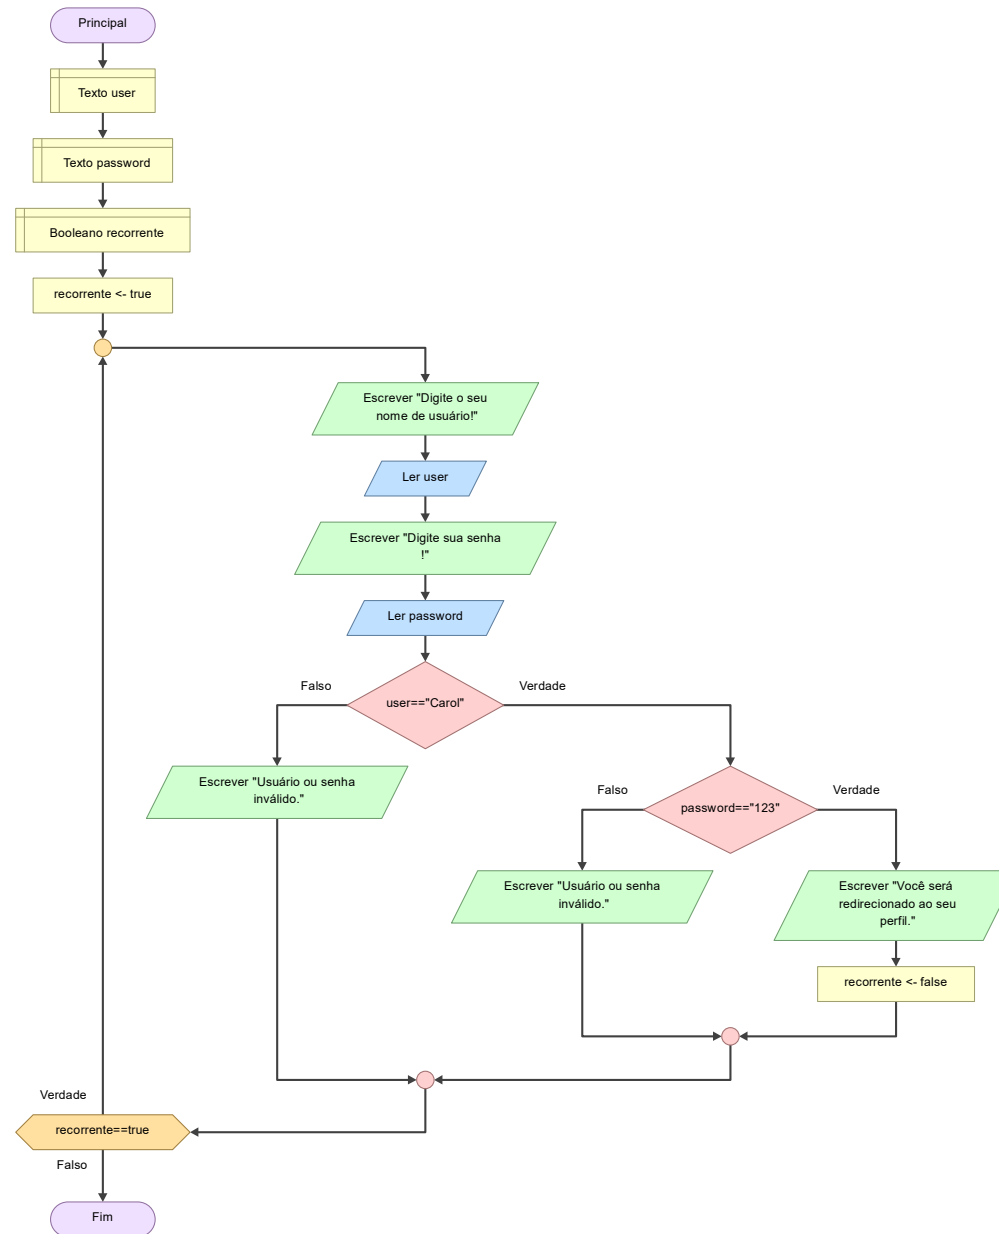 Principal
Texto user
Texto password
Booleano recorrente
recorrente <- true
Escrever "Digite o seu
nome de usuário!"
Ler user
Escrever "Digite sua senha
!"
Ler password
Falso
Verdade
user=="Carol"
Escrever "Usuário ou senha
inválido."
Falso
Verdade
password=="123"
Escrever "Usuário ou senha
inválido."
Escrever "Você será
redirecionado ao seu
perfil."
recorrente <- false
Verdade
recorrente==true
Falso
Fim